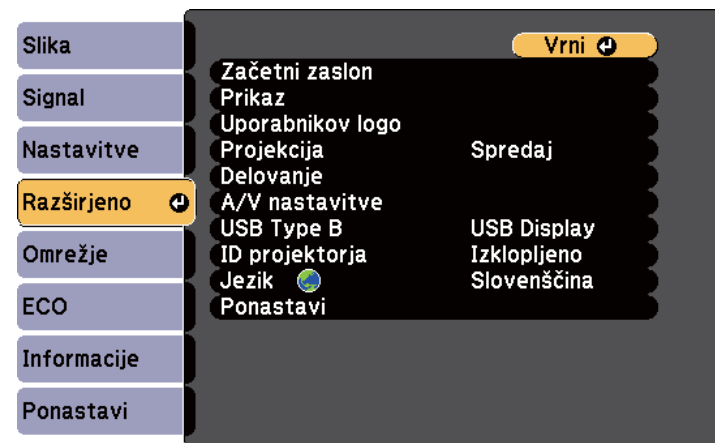 Slika
Signal
Nastavitve
Razširjeno
Omrežje
ECO
Informacije
Ponastavi
Vrni
Začetni zaslon
Prikaz
Uporabnikov logo
Projekcija Spredaj
Delovanje
A/V nastavitve
USB Type B USB Display
ID projektorja Izklopljeno
Jezik Slovenščina
Ponastavi